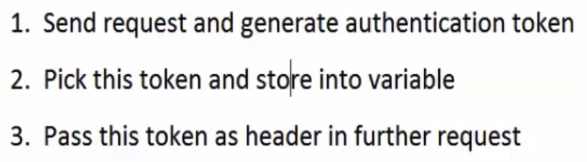 1. Send request and generate authentication token
2. Pick this token and store into variable
3. Pass this token as header in further request